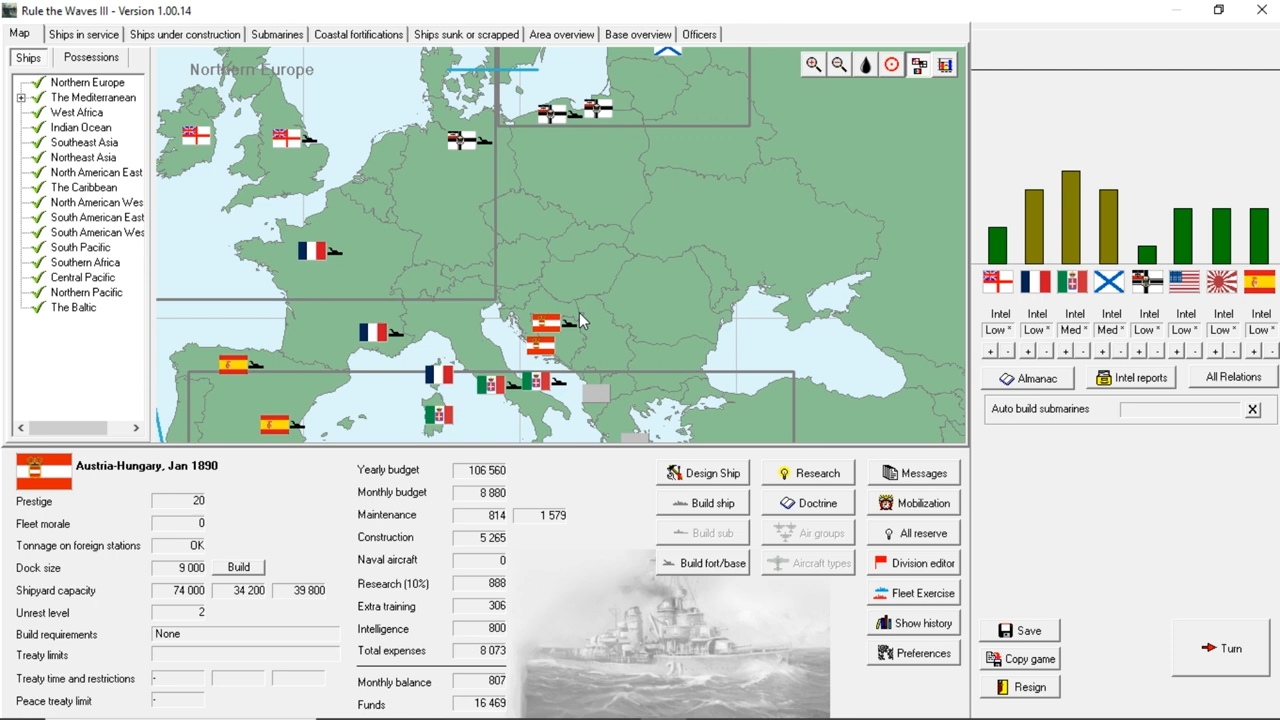 Rule the Waves III - Version 1.00.14
Map Ships in service Ships under construction Submarines Coastal fortifications Ships sunk or scrapped Area overview Base overview Officers
Ships Possessions
Northern Europe
The Mediterranean
West Africa
Indian Ocean
Southeast Asia
Northeast Asia
North American East
The Caribbean
North American Wes
South American East
South American Wes
South Pacific
Southern Africa
Central Pacific
Northern Pacific
The Baltic
Northern Europe
Intel Intel Intel Intel Intel Intel Intel Intel
Low * Low * Med * Med * Low * Low * Low * Low *
+ - + - + - + - + - + - + - + -
Almanac Intel reports All Relations
Auto build submarines X
Austria-Hungary, Jan 1890
Prestige 20
Fleet morale 0
Tonnage on foreign stations OK
Dock size 9 000 Build
Shipyard capacity 74 000 34 200 39 800
Unrest level 2
Build requirements None
Treaty limits
Treaty time and restrictions -
Peace treaty limit -
Yearly budget 106 560
Monthly budget 8 880
Maintenance 814 1 579
Construction 5 265
Naval aircraft 0
Research (10%) 888
Extra training 306
Intelligence 800
Total expenses 8 073
Monthly balance 807
Funds 16 469
Design Ship Research Messages
Build ship Doctrine Mobilization
Build sub Air groups All reserve
Build fort/base Aircraft types Division editor
Fleet Exercise
Show history
Preferences
21
Save
Copy game
Resign
Turn